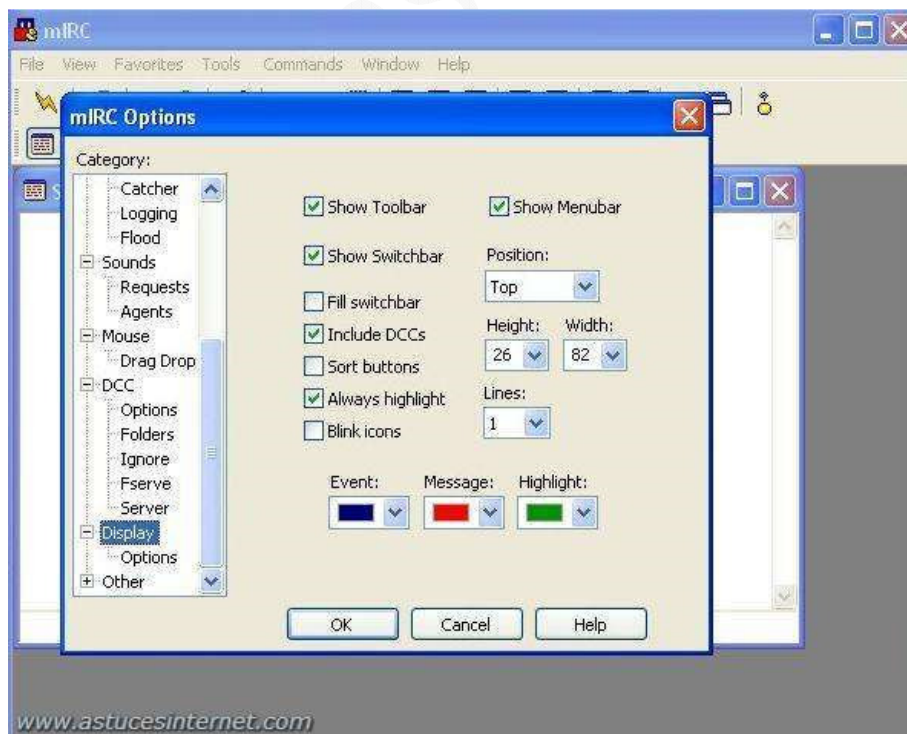 mIRC
File View Favorites Tools Commands Window Help
mIRC Options
Category:
Catcher
Logging
Flood
Sounds
Requests
Agents
Mouse
Drag Drop
DCC
Options
Folders
Ignore
Fserve
Server
Display
Options
Other
Show Toolbar
Show Menubar
Show Switchbar
Position:
Top
Fill switchbar
Include DCCs
Height: Width:
26 82
Sort buttons
Always highlight
Lines:
1
Blink icons
Event: Message: Highlight:
OK Cancel Help
www.astucesinternet.com